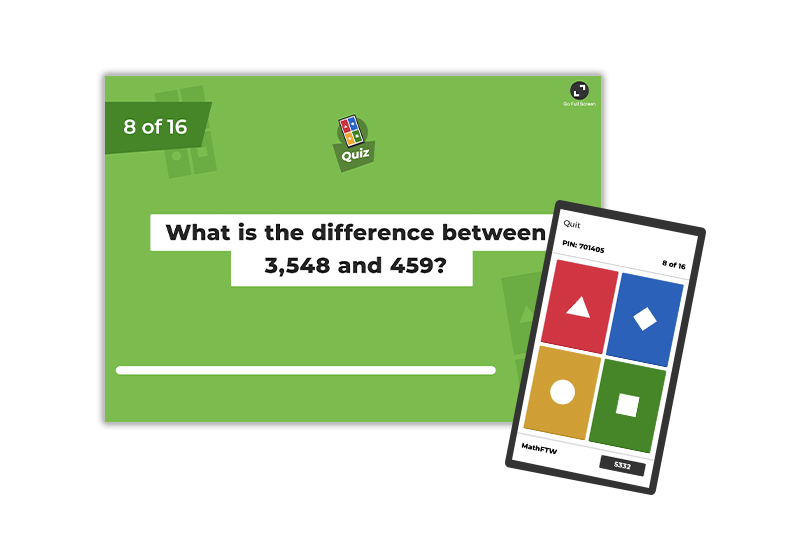 8 of 16
Go Full Screen
Quiz
What is the difference between
3,548 and 459?
Quit
PIN: 701405
8 of 16
MathFTW
5332